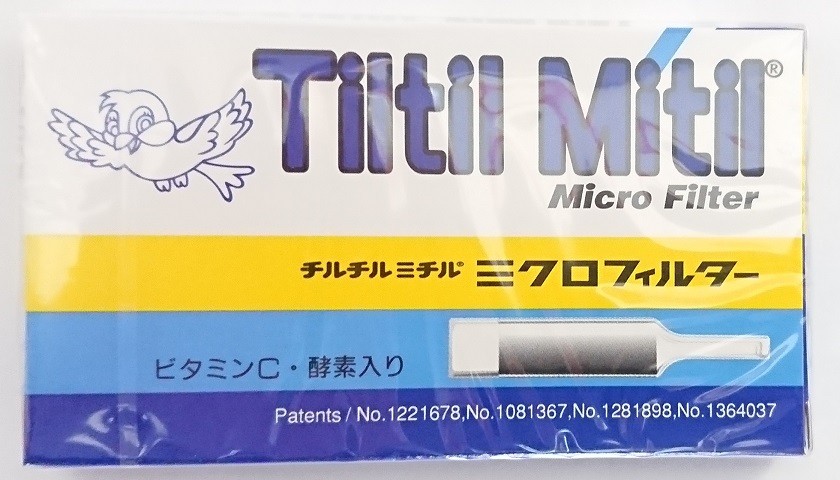 Tiltil Mitil®
Micro Filter
チルチルミチル® ミクロフィルター
ビタミンC・酵素入り
Patents / No.1221678,No.1081367,No.1281898,No.1364037